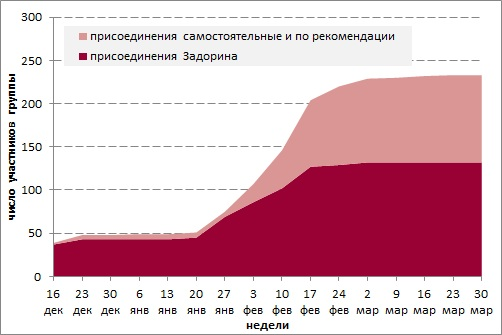 300
250
200
150
100
50
0
число участников группы
присоединения самостоятельные и по рекомендации
присоединения Задорина
16 23 30 6 13 20 27 3 10 17 24 2 9 16 23 30
дек дек дек янв янв янв янв фев фев фев фев мар мар мар мар мар
недели